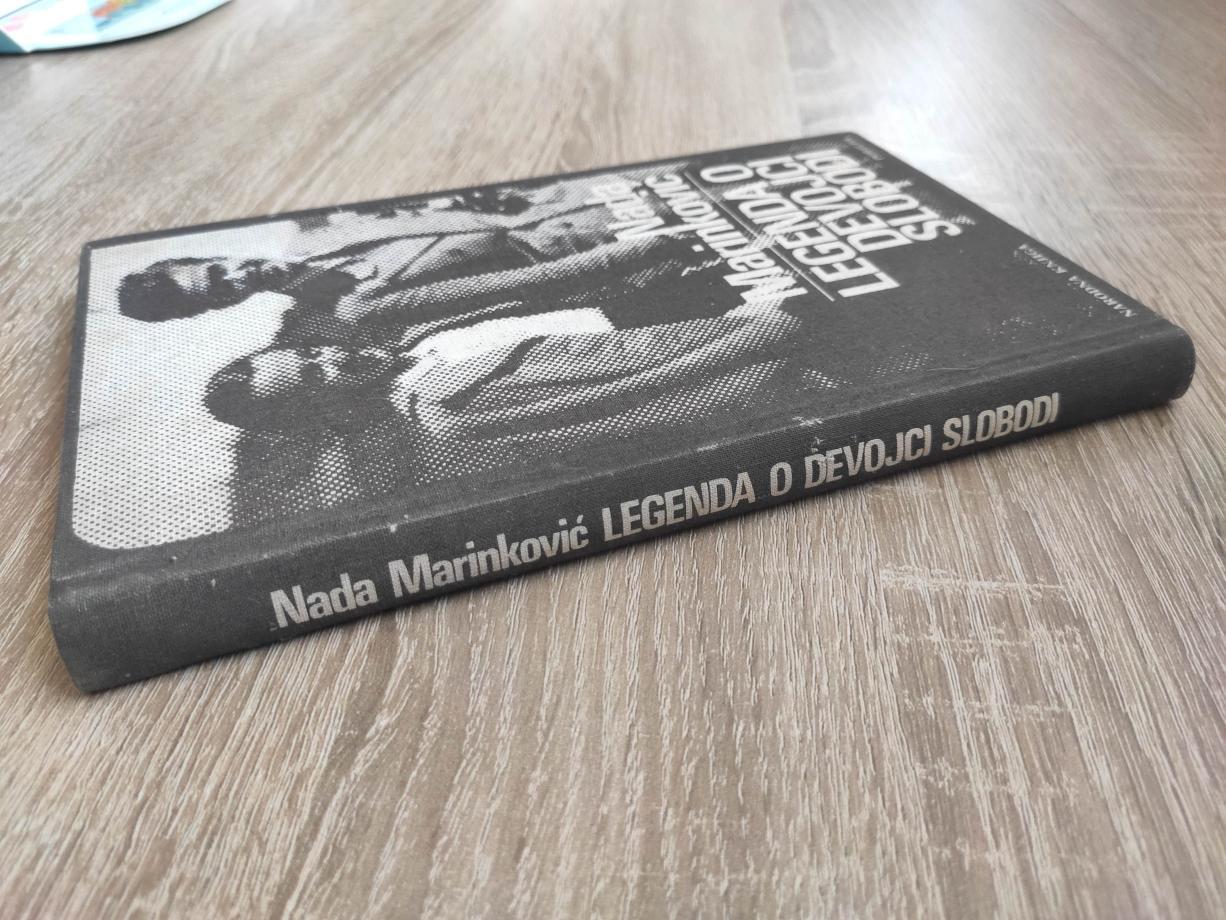 Nada
Marinković
LEGENDA O
DEVOJCI
SLOBODI
NARODNA KNJIGA
Nada Marinković LEGENDA O DEVOJCI SLOBODI